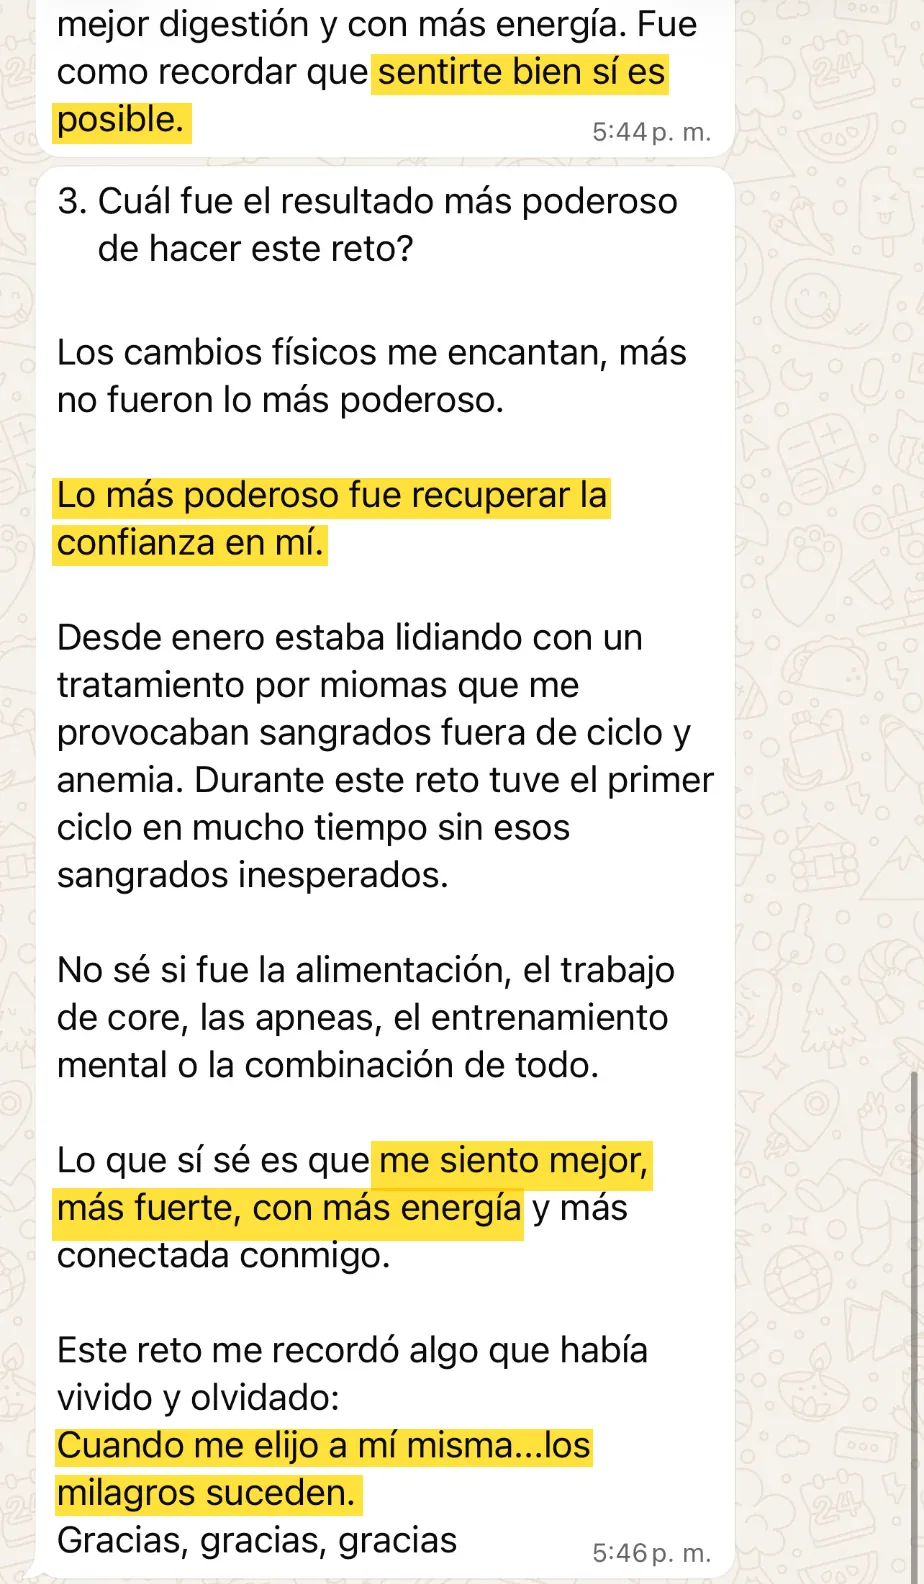 mejor digestión y con más energía. Fue
como recordar que sentirte bien sí es
posible.
5:44 p. m.
3. Cuál fue el resultado más poderoso
de hacer este reto?
Los cambios físicos me encantan, más
no fueron lo más poderoso.
Lo más poderoso fue recuperar la
confianza en mí.
Desde enero estaba lidiando con un
tratamiento por miomas que me
provocaban sangrados fuera de ciclo y
anemia. Durante este reto tuve el primer
ciclo en mucho tiempo sin esos
sangrados inesperados.
No sé si fue la alimentación, el trabajo
de core, las apneas, el entrenamiento
mental o la combinación de todo.
Lo que sí sé es que me siento mejor,
más fuerte, con más energía y más
conectada conmigo.
Este reto me recordó algo que había
vivido y olvidado:
Cuando me elijo a mí misma...los
milagros suceden.
Gracias, gracias, gracias
5:46 p. m.